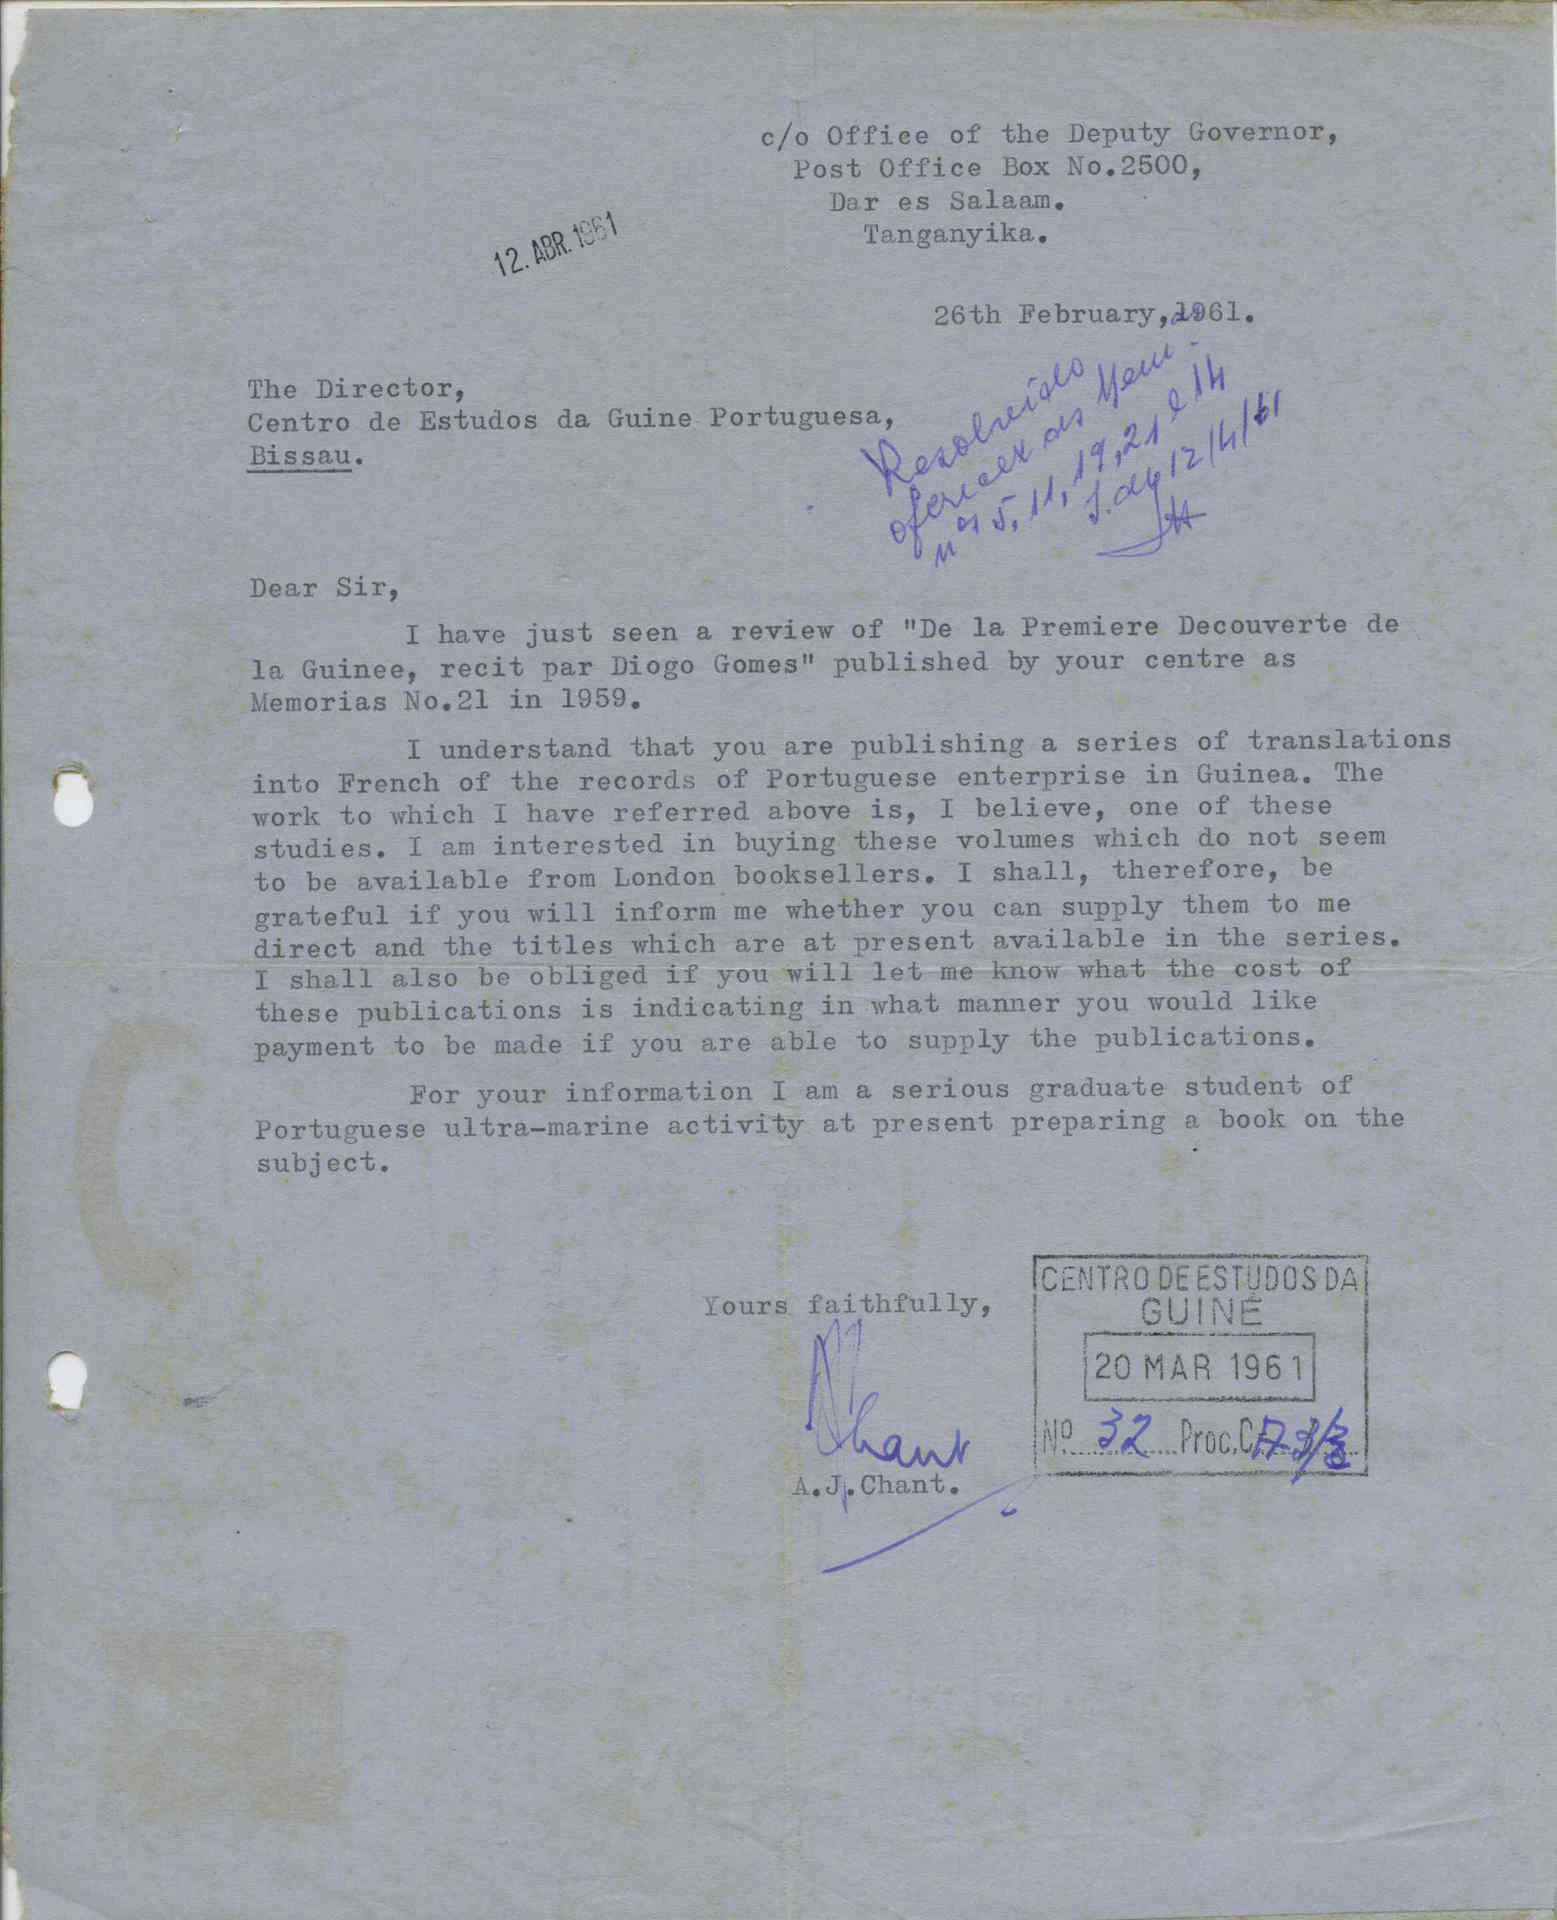 c/o Office of the Deputy Governor,
Post Office Box No.2500,
Dar es Salaam.
Tanganyika.
12. ABR. 1961
26th February, 1961.
The Director,
Centro de Estudos da Guine Portuguesa,
Bissau.
Resolvido
oferecer as Mem.
nos 5, 11, 19, 21 e 14
12/4/61
Dear Sir,
I have just seen a review of "De la Premiere Decouverte de
la Guinee, recit par Diogo Gomes" published by your centre as
Memorias No.21 in 1959.
I understand that you are publishing a series of translations
into French of the records of Portuguese enterprise in Guinea. The
work to which I have referred above is, I believe, one of these
studies. I am interested in buying these volumes which do not seem
to be available from London booksellers. I shall, therefore, be
grateful if you will inform me whether you can supply them to me
direct and the titles which are at present available in the series.
I shall also be obliged if you will let me know what the cost of
these publications is indicating in what manner you would like
payment to be made if you are able to supply the publications.
For your information I am a serious graduate student of
Portuguese ultra-marine activity at present preparing a book on the
subject.
Yours faithfully,
AJChant
A.J.Chant.
CENTRO DE ESTUDOS DA
GUINÉ
20 MAR 1961
Nº 32 Proc.